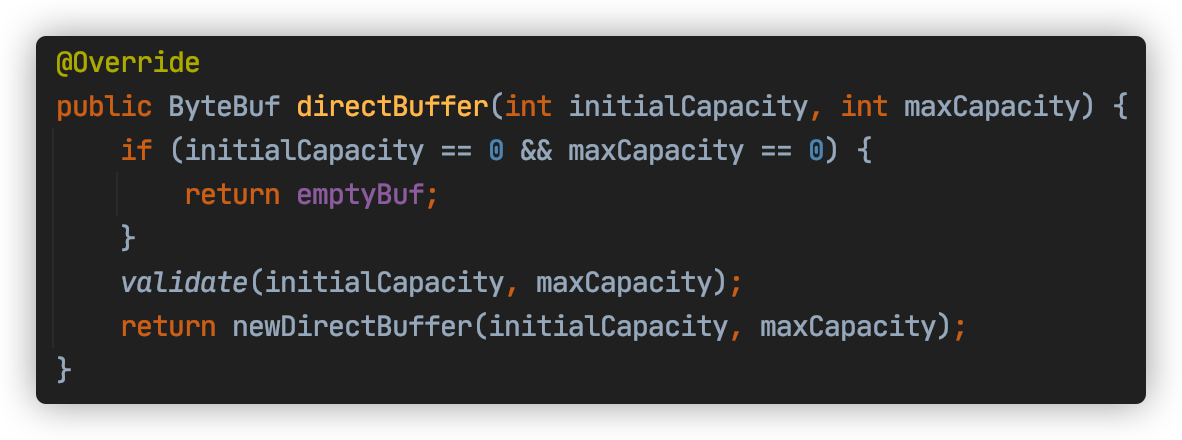 @Override
public ByteBuf directBuffer(int initialCapacity, int maxCapacity) {
    if (initialCapacity == 0 && maxCapacity == 0) {
        return emptyBuf;
    }
    validate(initialCapacity, maxCapacity);
    return newDirectBuffer(initialCapacity, maxCapacity);
}